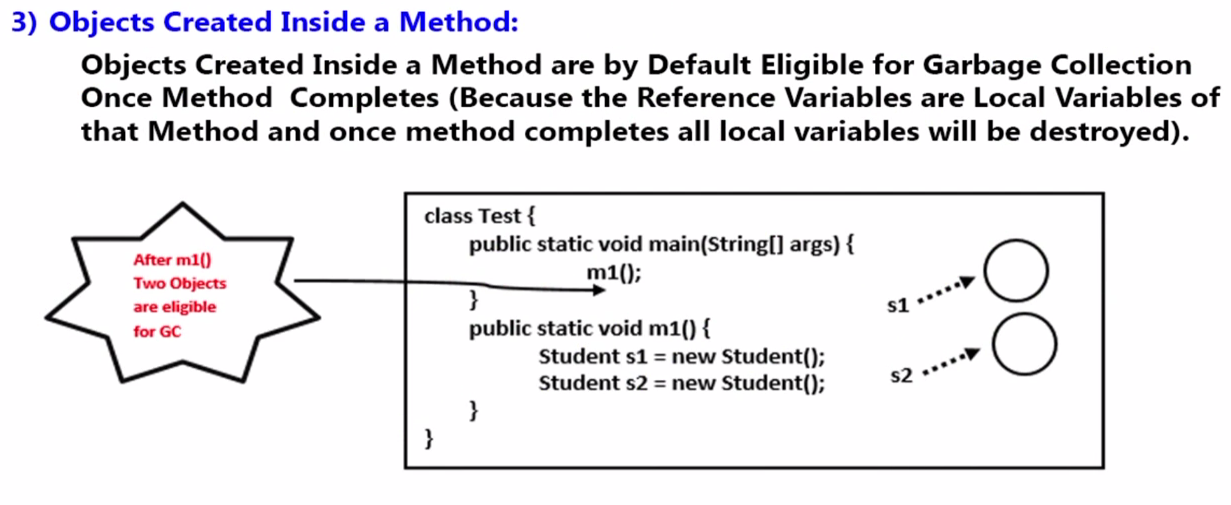 3) Objects Created Inside a Method:
Objects Created Inside a Method are by Default Eligible for Garbage Collection
Once Method Completes (Because the Reference Variables are Local Variables of
that Method and once method completes all local variables will be destroyed).
After m1()
Two Objects
are eligible
for GC
class Test {
public static void main(String[] args) {
m1();
}
public static void m1() {
Student s1 = new Student();
Student s2 = new Student();
}
}
s1
s2